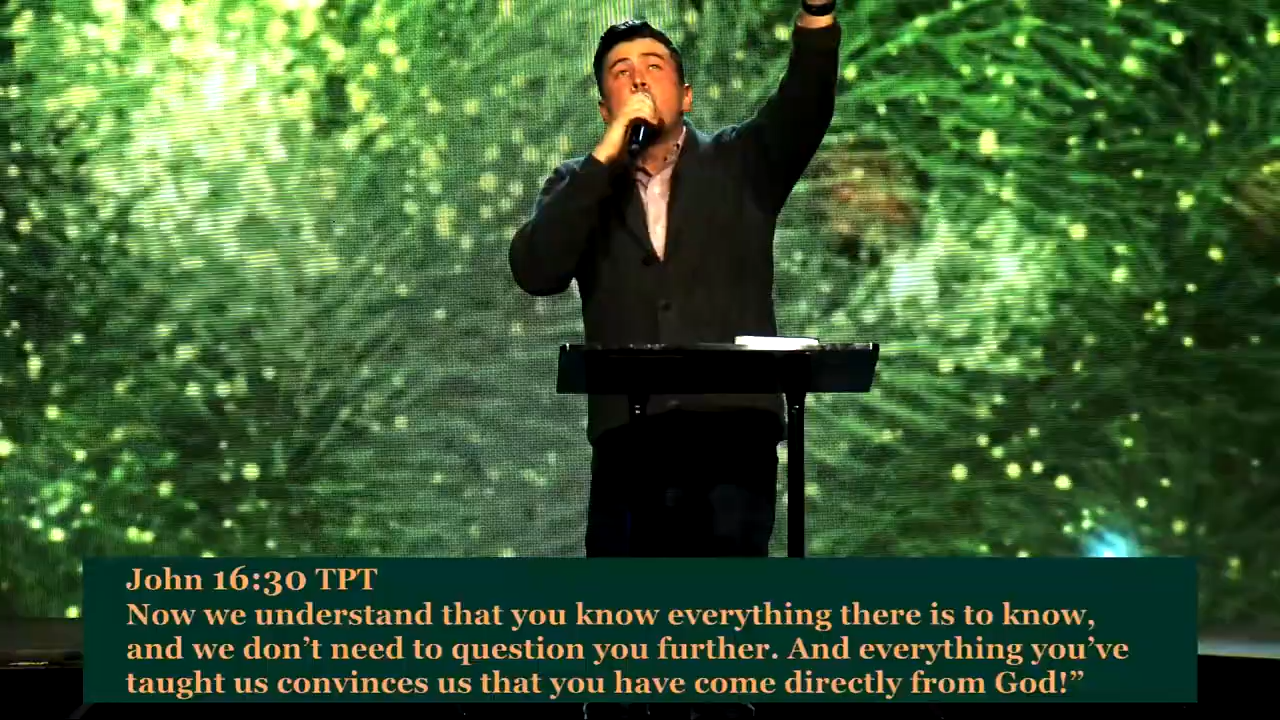 John 16:30 TPT
Now we understand that you know everything there is to know,
and we don’t need to question you further. And everything you’ve
taught us convinces us that you have come directly from God!”